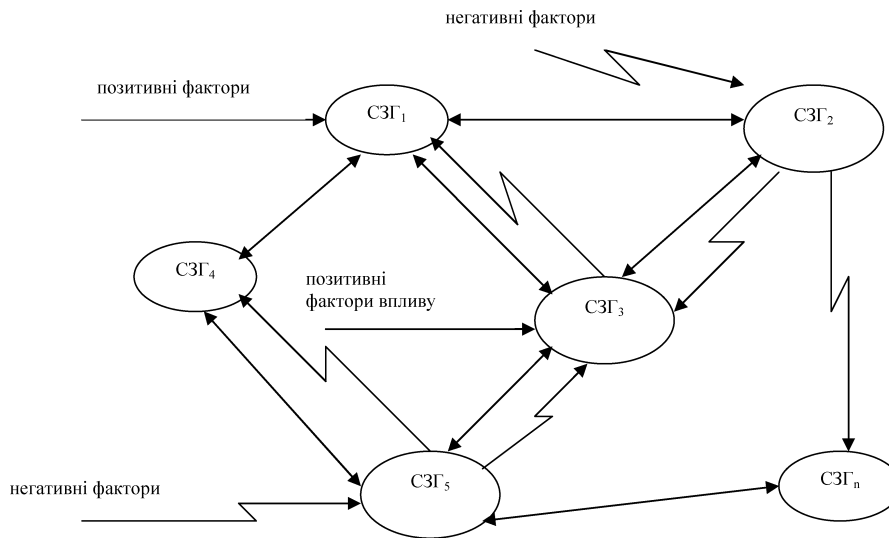 негативні фактори
позитивні фактори
СЗГ₁
СЗГ₂
СЗГ₄
позитивні
фактори впливу
СЗГ₃
негативні фактори
СЗГ₅
СЗГₙ